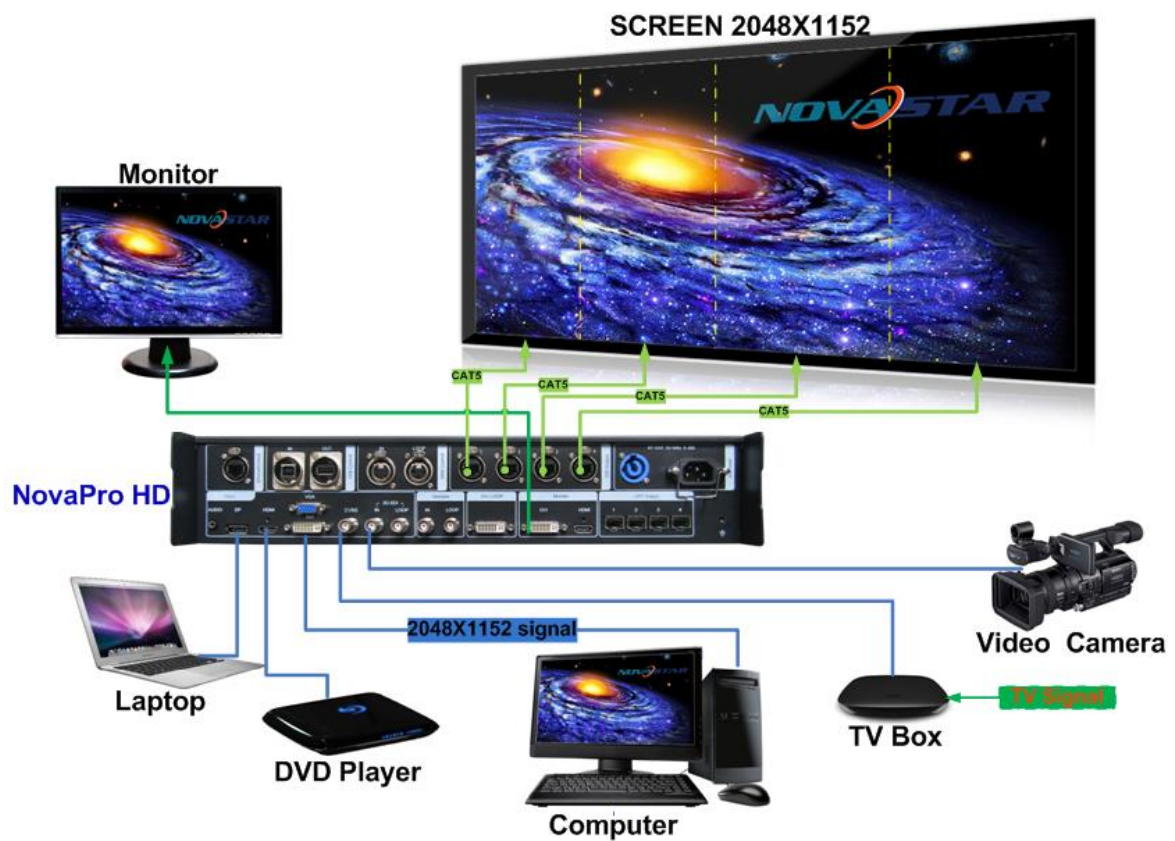 SCREEN 2048X1152
NOVASTAR
Monitor
NOVASTAR
CAT5
CAT5
CAT5
CAT5
NovaPro HD
IN
OUT
AUDIO
DP
HDMI
VGA
CVBS
IN
LOOP
IN
LOOP
DVI
HDMI
1
2
3
4
2048X1152 signal
Laptop
DVD Player
NOVASTAR
Computer
TV Signal
TV Box
Video Camera